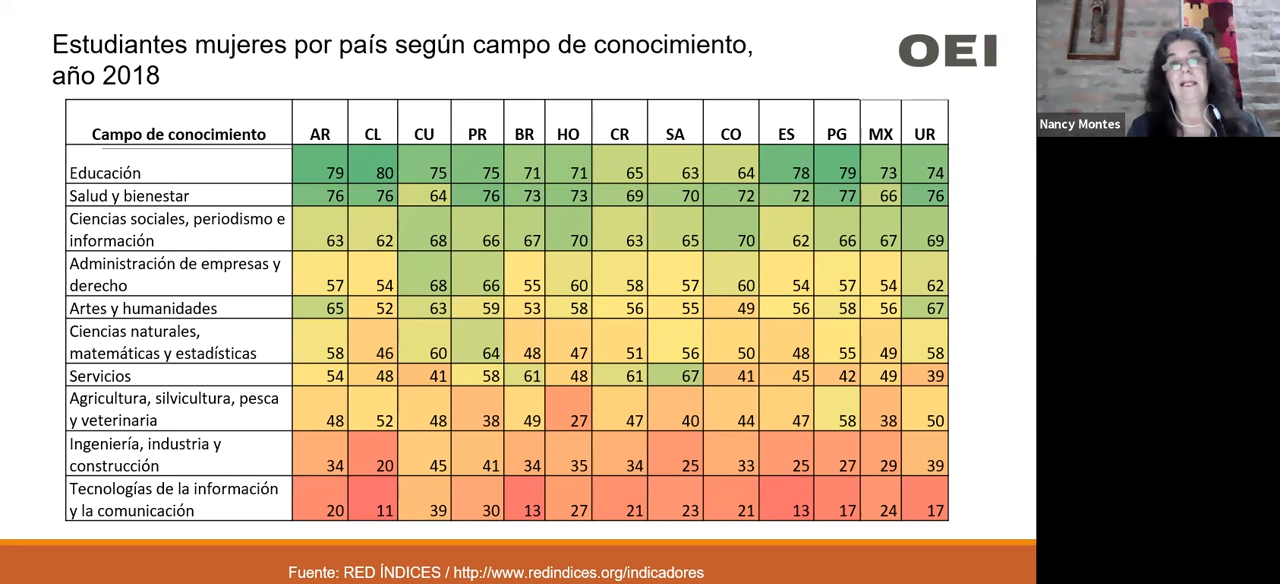 Estudiantes mujeres por país según campo de conocimiento,
año 2018
OEI
Nancy Montes
Campo de conocimiento AR CL CU PR BR HO CR SA CO ES PG MX UR
Educación 79 80 75 75 71 71 65 63 64 78 79 73 74
Salud y bienestar 76 76 64 76 73 73 69 70 72 72 77 66 76
Ciencias sociales, periodismo e
información 63 62 68 66 67 70 63 65 70 62 66 67 69
Administración de empresas y
derecho 57 54 68 66 55 60 58 57 60 54 57 54 62
Artes y humanidades 65 52 63 59 53 58 56 55 49 56 58 56 67
Ciencias naturales,
matemáticas y estadísticas 58 46 60 64 48 47 51 56 50 48 55 49 58
Servicios 54 48 41 58 61 48 61 67 41 45 42 49 39
Agricultura, silvicultura, pesca
y veterinaria 48 52 48 38 49 27 47 40 44 47 58 38 50
Ingeniería, industria y
construcción 34 20 45 41 34 35 34 25 33 25 27 29 39
Tecnologías de la información
y la comunicación 20 11 39 30 13 27 21 23 21 13 17 24 17
Fuente: RED ÍNDICES / http://www.redindices.org/indicadores